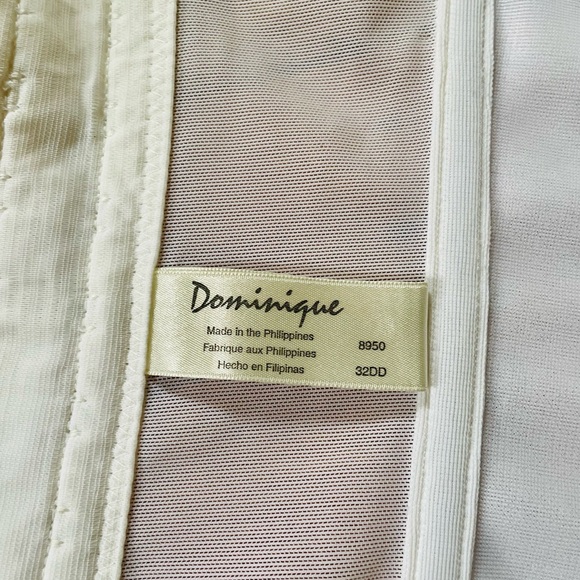 Dominique
Made in the Philippines
Fabrique aux Philippines
Hecho en Filipinas
8950
32DD